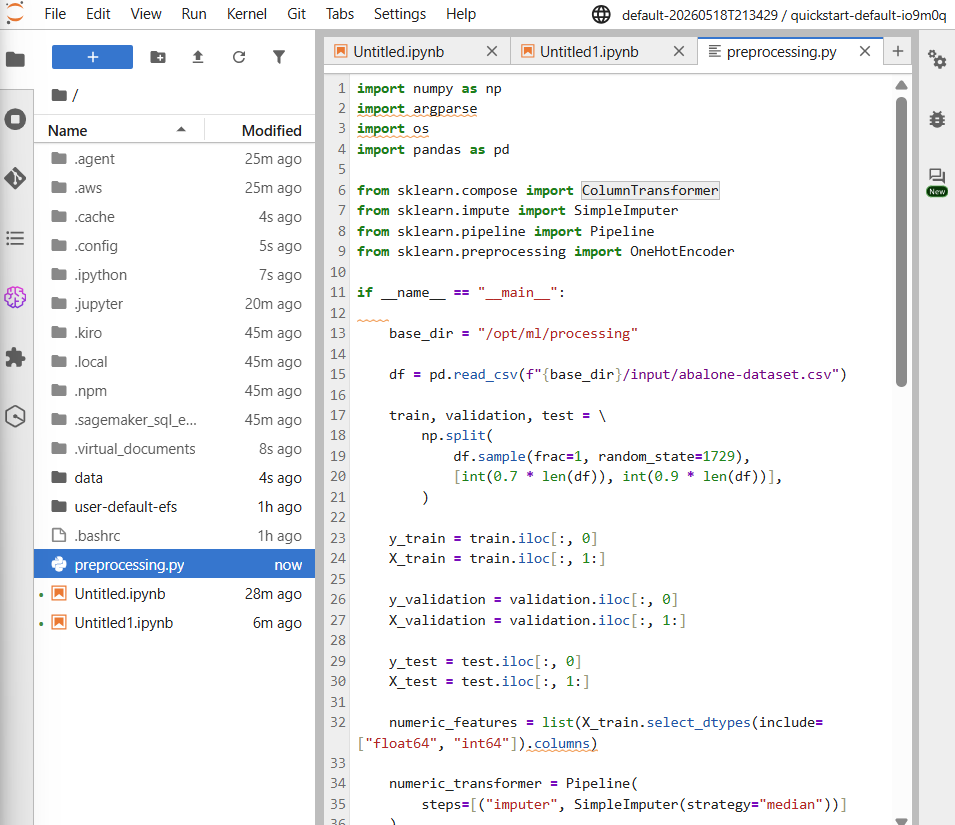 File Edit View Run Kernel Git Tabs Settings Help
default-20260518T213429 / quickstart-default-io9m0q
+
Untitled.ipynb
Untitled1.ipynb
preprocessing.py
+
/
Name Modified
.agent 25m ago
.aws 25m ago
.cache 4s ago
.config 5s ago
.ipython 7s ago
.jupyter 20m ago
.kiro 45m ago
.local 45m ago
.npm 45m ago
.sagemaker_sql_e... 45m ago
.virtual_documents 8s ago
data 4s ago
user-default-efs 1h ago
.bashrc 1h ago
preprocessing.py now
Untitled.ipynb 28m ago
Untitled1.ipynb 6m ago
1 import numpy as np
2 import argparse
3 import os
4 import pandas as pd
5
6 from sklearn.compose import ColumnTransformer
7 from sklearn.impute import SimpleImputer
8 from sklearn.pipeline import Pipeline
9 from sklearn.preprocessing import OneHotEncoder
10
11 if __name__ == "__main__":
12
13 base_dir = "/opt/ml/processing"
14
15 df = pd.read_csv(f"{base_dir}/input/abalone-dataset.csv")
16
17 train, validation, test = \
18 np.split(
19 df.sample(frac=1, random_state=1729),
20 [int(0.7 * len(df)), int(0.9 * len(df))],
21 )
22
23 y_train = train.iloc[:, 0]
24 X_train = train.iloc[:, 1:]
25
26 y_validation = validation.iloc[:, 0]
27 X_validation = validation.iloc[:, 1:]
28
29 y_test = test.iloc[:, 0]
30 X_test = test.iloc[:, 1:]
31
32 numeric_features = list(X_train.select_dtypes(include=
["float64", "int64"]).columns)
33
34 numeric_transformer = Pipeline(
35 steps=[("imputer", SimpleImputer(strategy="median"))]
36 )
New